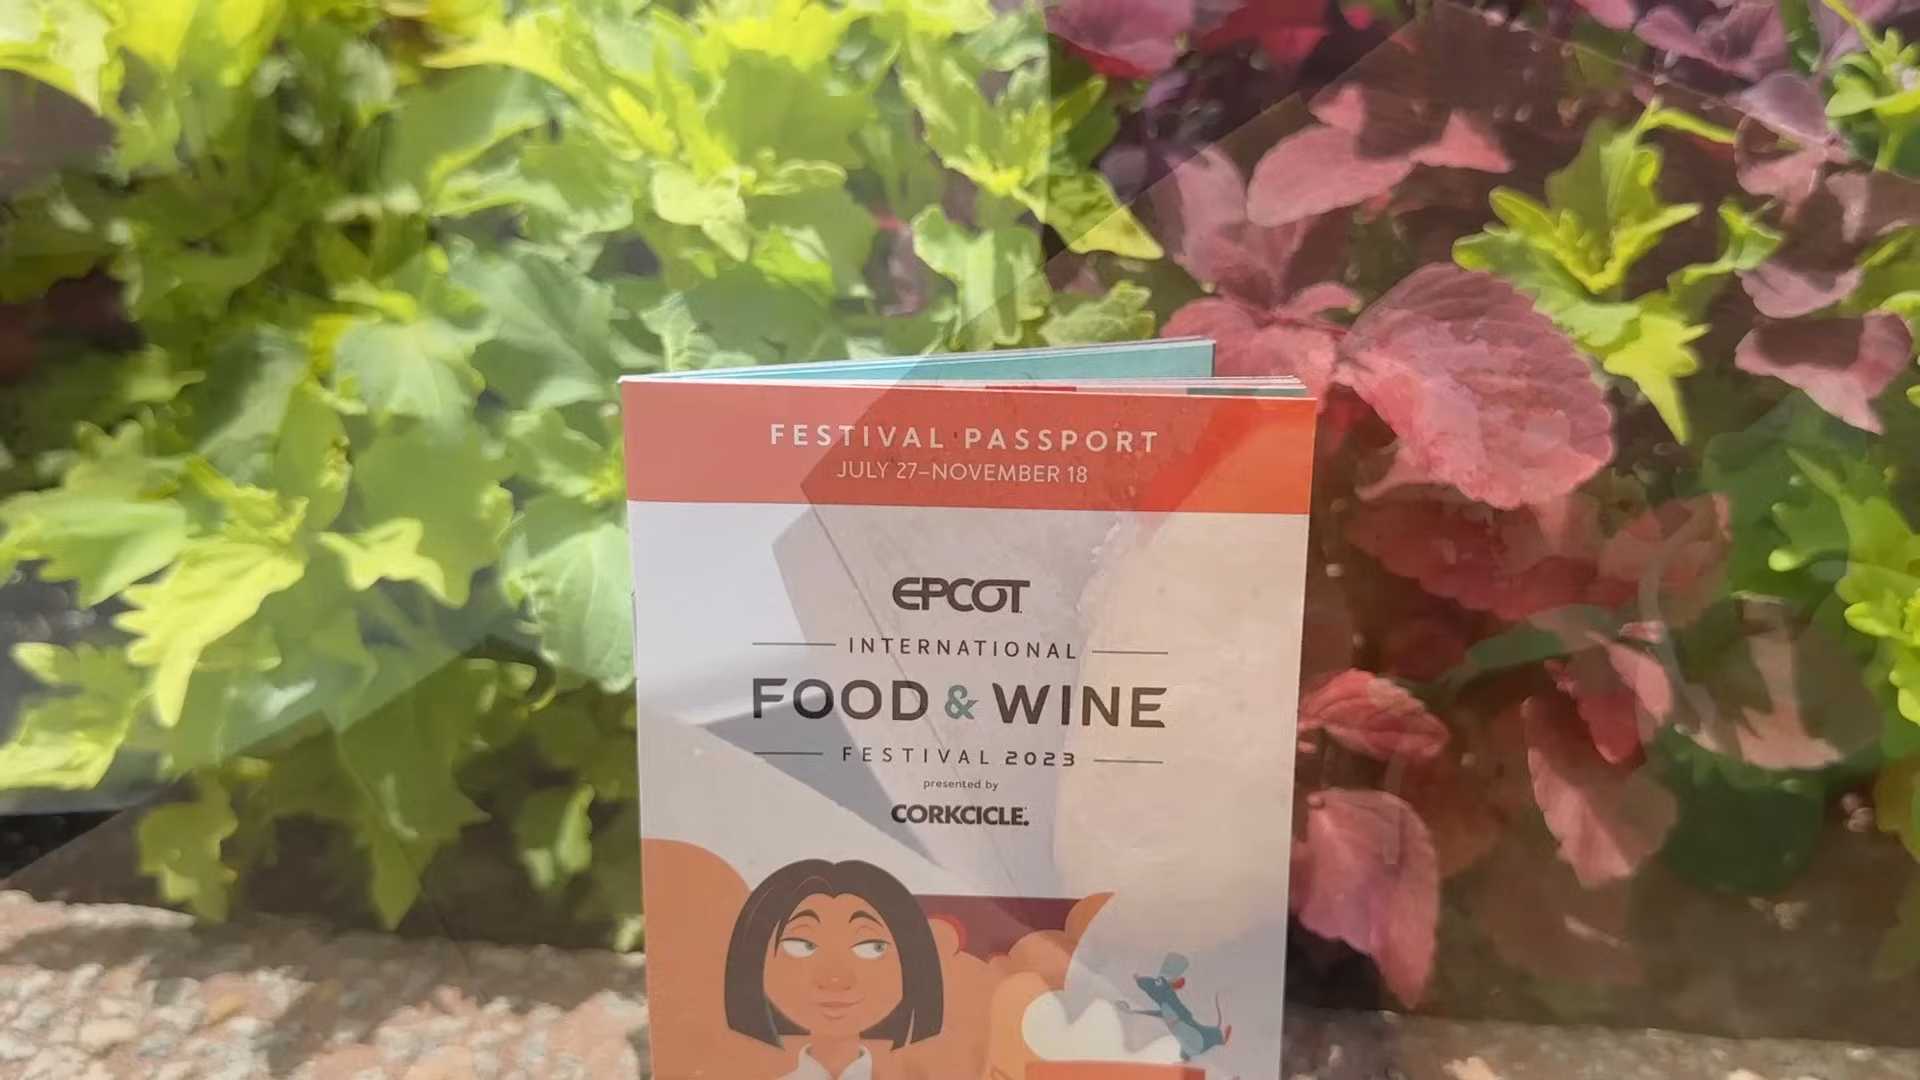 FESTIVAL PASSPORT
JULY 27–NOVEMBER 18
EPCOT
INTERNATIONAL
FOOD & WINE
FESTIVAL 2023
presented by
CORKCICLE.